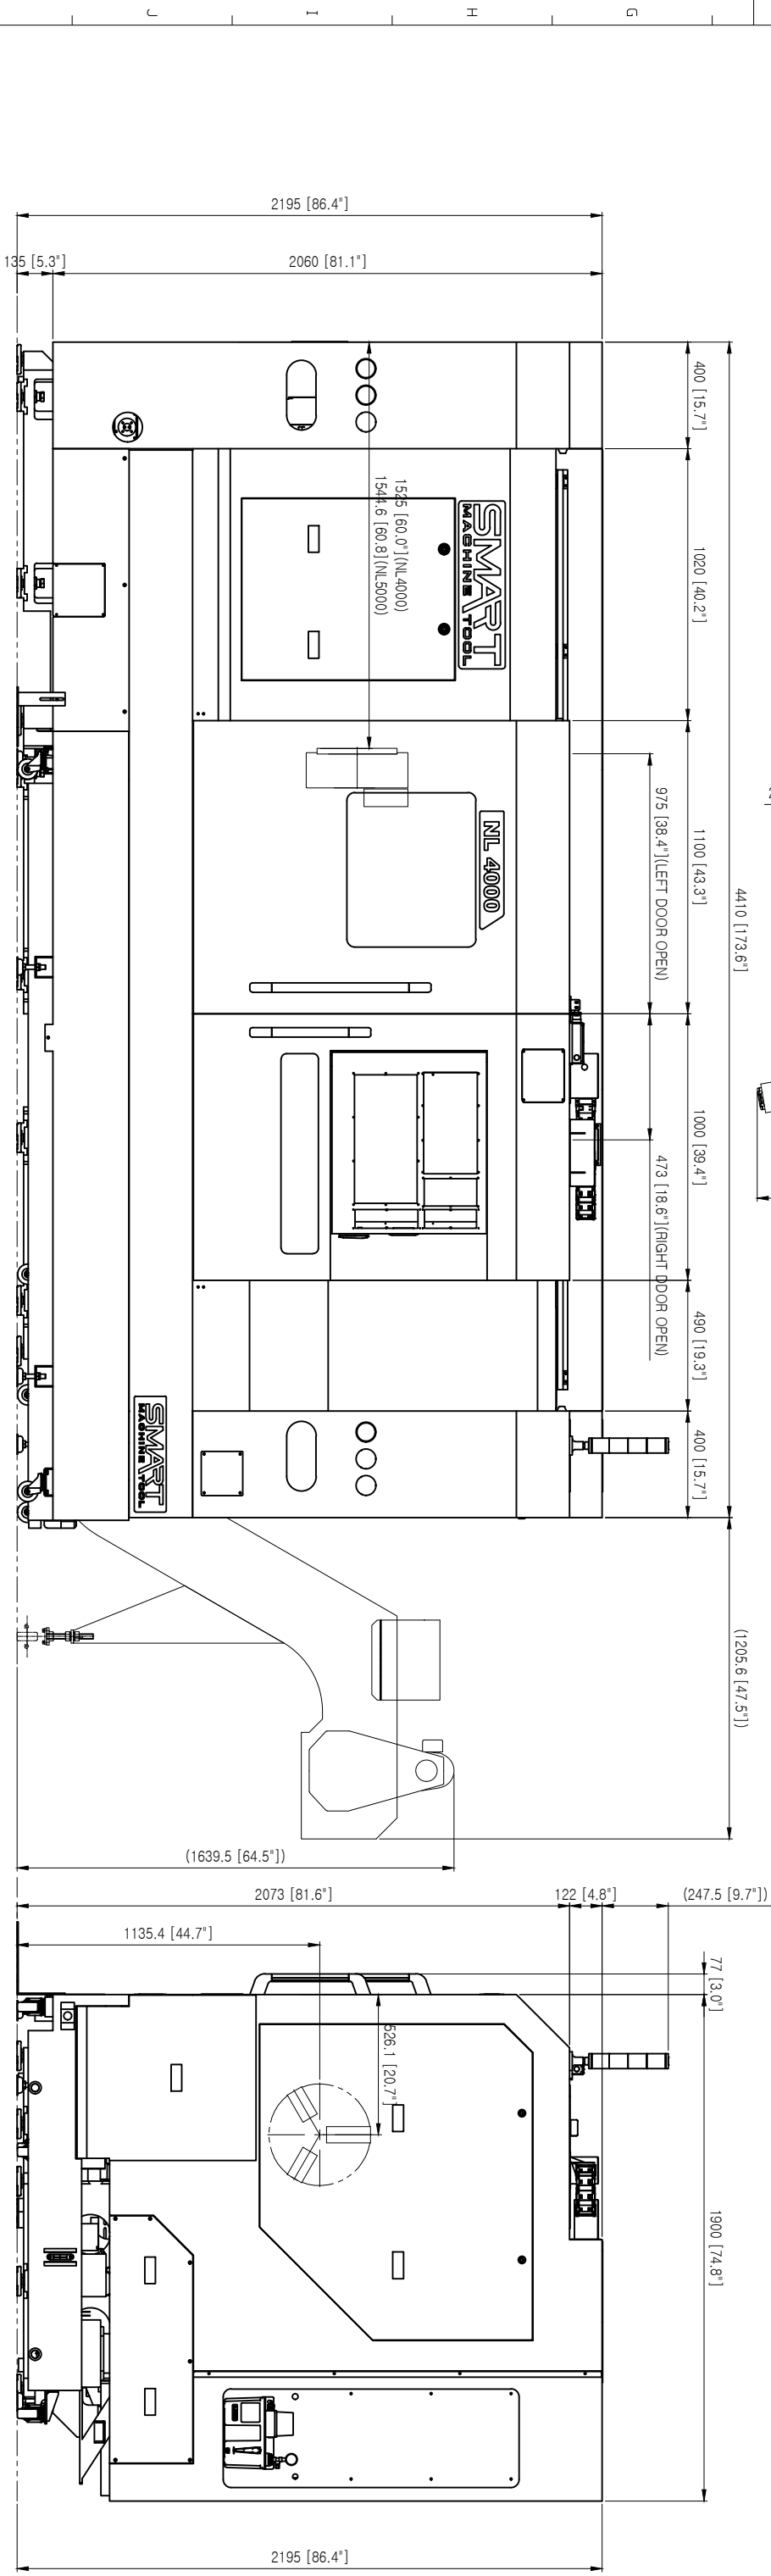 J
I
H
G
2195 [86.4"]
135 [5.3"]
2060 [81.1"]
4410 [173.6"]
(1205.6 [47.5"])
400 [15.7"]
1020 [40.2"]
1100 [43.3"]
1000 [39.4"]
490 [19.3"]
400 [15.7"]
975 [38.4"](LEFT DOOR OPEN)
473 [18.6"](RIGHT DDOR OPEN)
1525 [60.0"](NL4000)
1544.6 [60.8](NL5000)
SMART
MACHINE TOOL
NL 4000
SMART
MACHINE TOOL
(1639.5 [64.5"])
2073 [81.6"]
122 [4.8"]
(247.5 [9.7"])
1135.4 [44.7"]
77 [3.0"]
526.1 [20.7"]
1900 [74.8"]
2195 [86.4"]